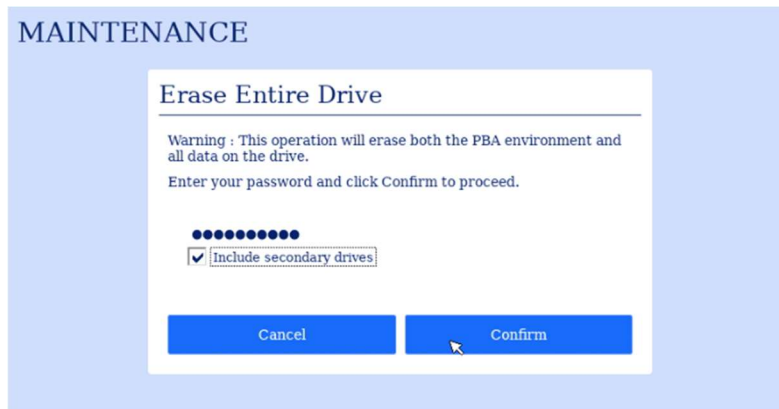 MAINTENANCE
Erase Entire Drive
Warning : This operation will erase both the PBA environment and
all data on the drive.
Enter your password and click Confirm to proceed.
●●●●●●●●●●
Include secondary drives
Cancel
Confirm